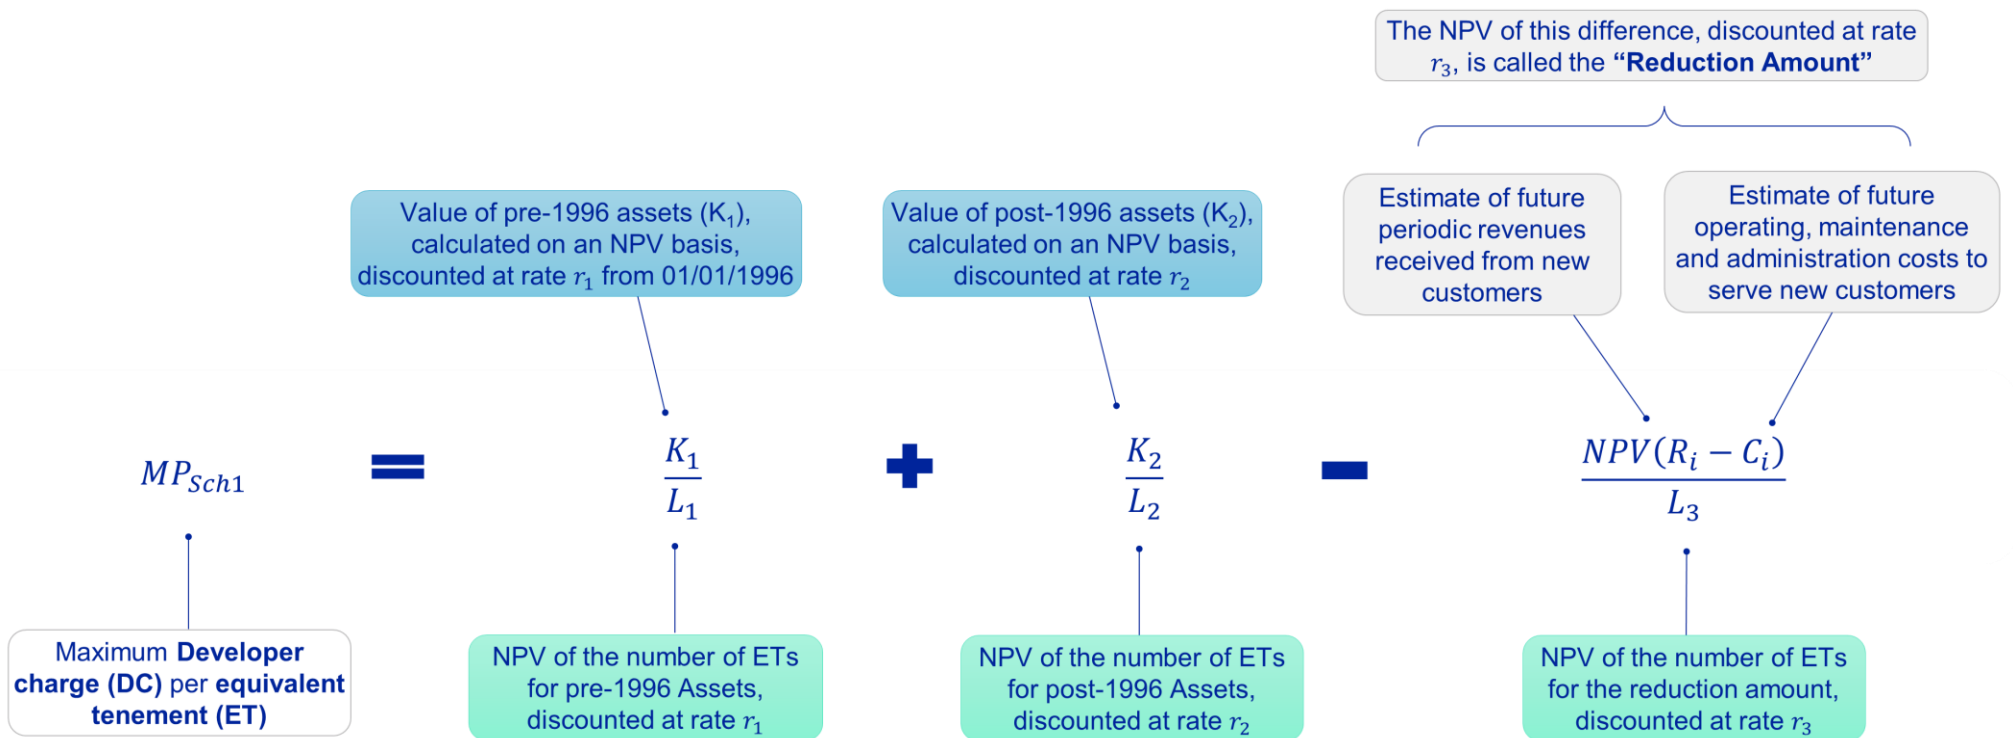 The NPV of this difference, discounted at rate
r₃, is called the “Reduction Amount”
Value of pre-1996 assets (K₁),
calculated on an NPV basis,
discounted at rate r₁ from 01/01/1996
Value of post-1996 assets (K₂),
calculated on an NPV basis,
discounted at rate r₂
Estimate of future
periodic revenues
received from new
customers
Estimate of future
operating, maintenance
and administration costs to
serve new customers
MP_Sch1 = K₁/L₁ + K₂/L₂ − NPV(Rᵢ − Cᵢ)/L₃
Maximum Developer
charge (DC) per equivalent
tenement (ET)
NPV of the number of ETs
for pre-1996 Assets,
discounted at rate r₁
NPV of the number of ETs
for post-1996 Assets,
discounted at rate r₂
NPV of the number of ETs
for the reduction amount,
discounted at rate r₃